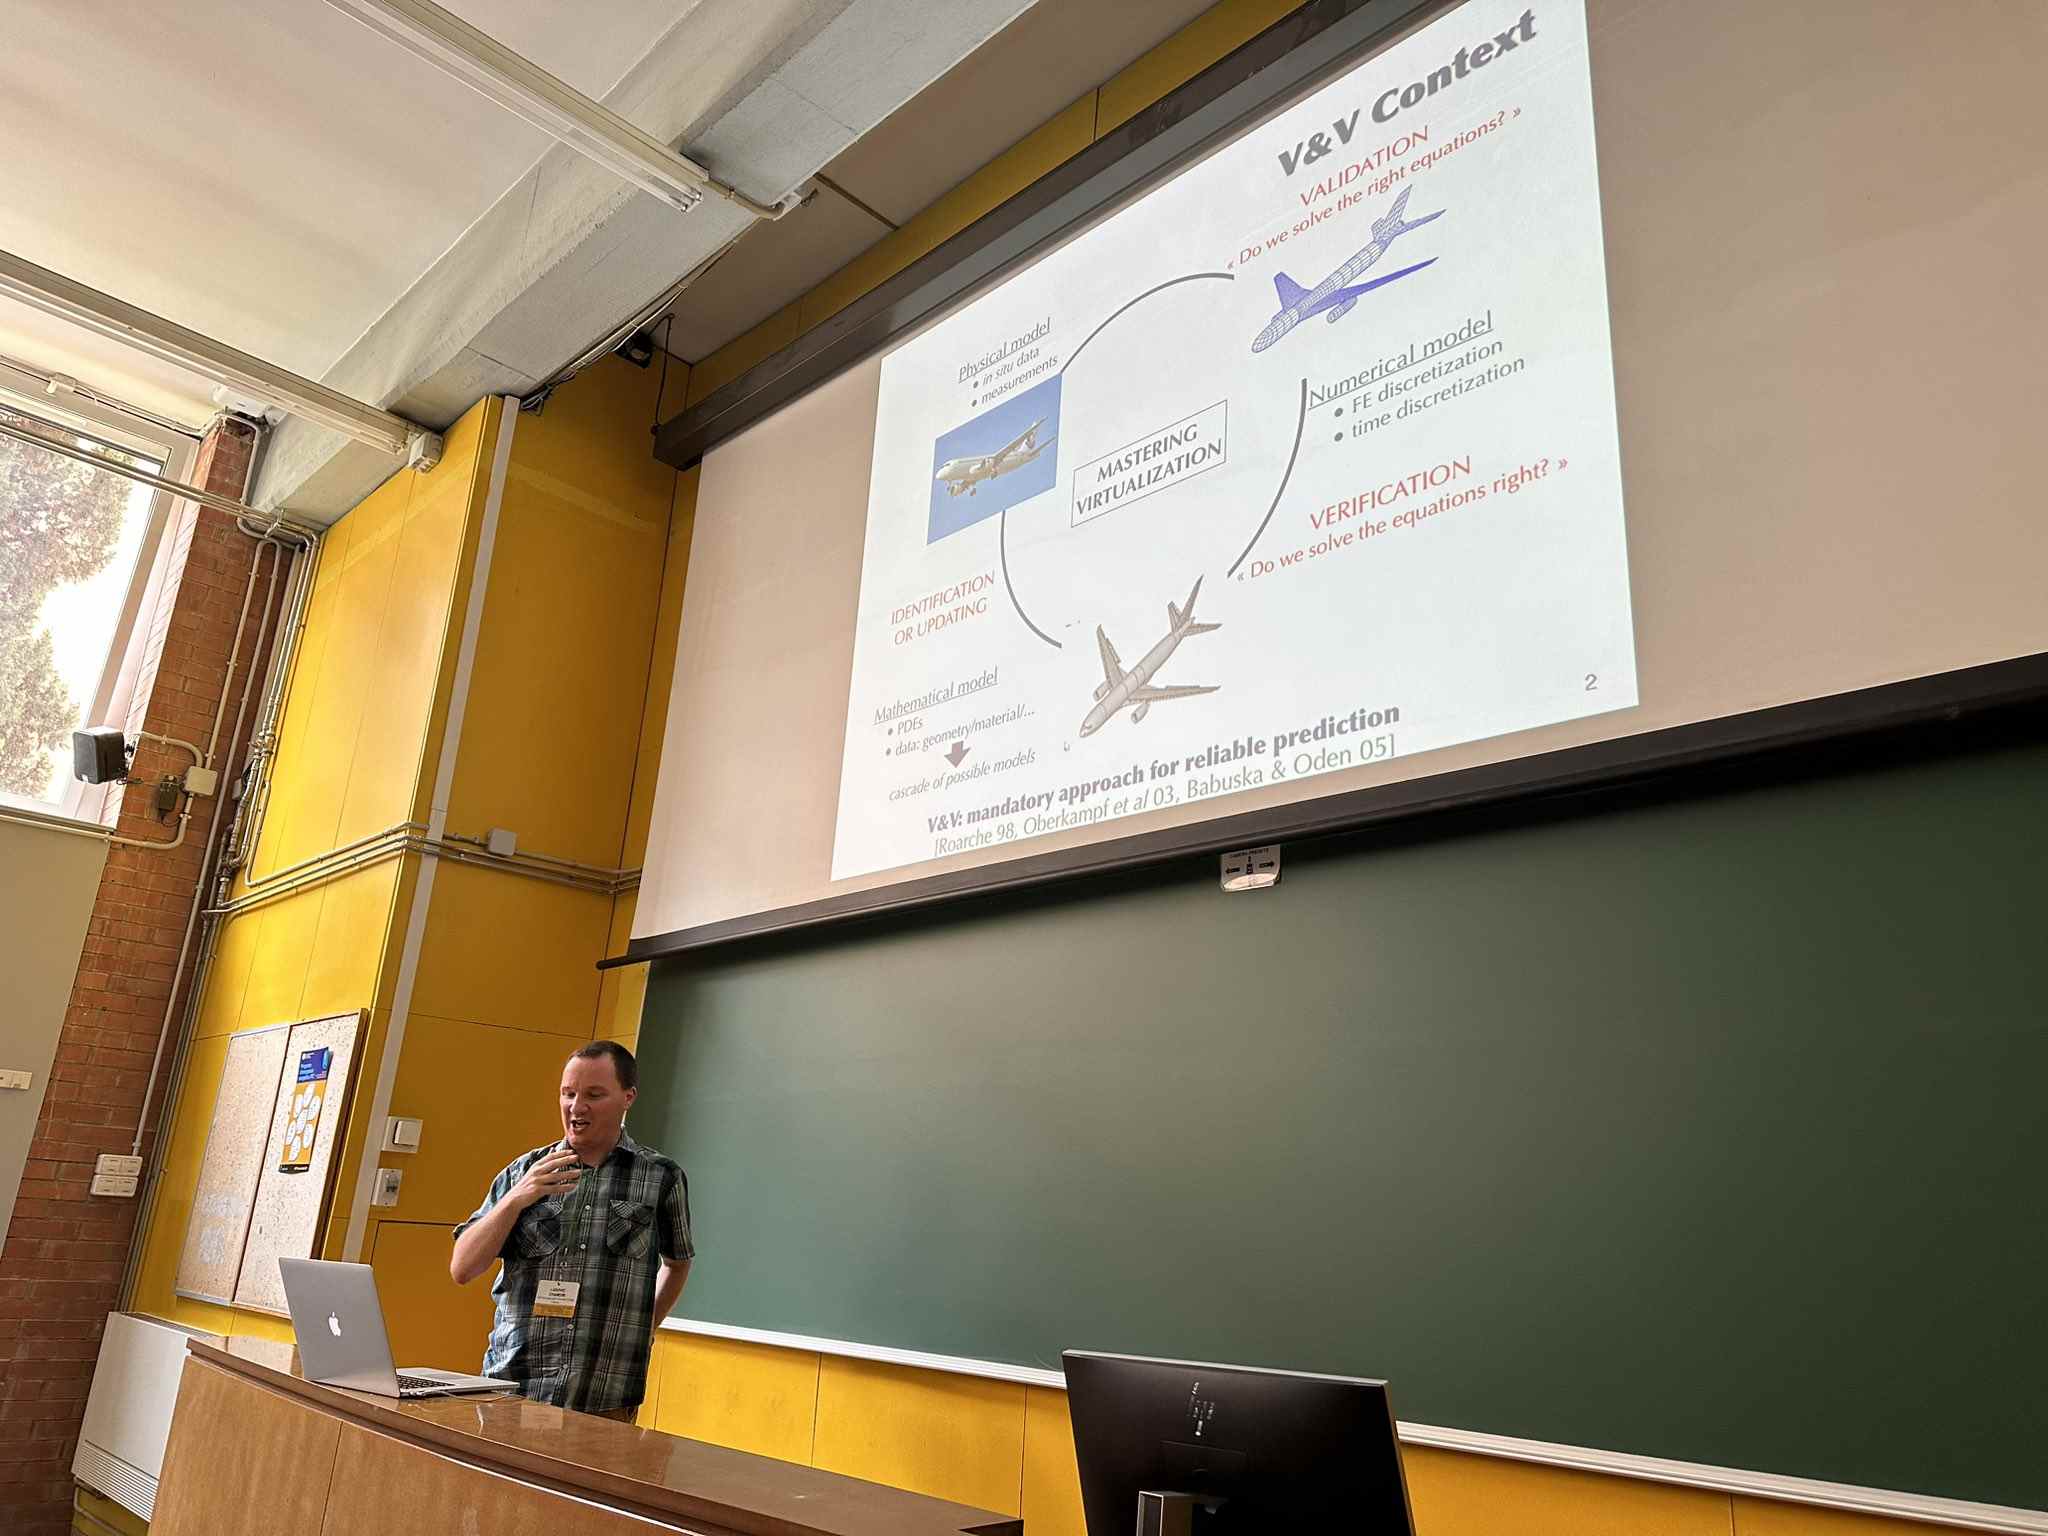 V&V Context
VALIDATION
« Do we solve the right equations? »
Physical model
• in situ data
• measurements
Numerical model
• FE discretization
• time discretization
MASTERING
VIRTUALIZATION
VERIFICATION
« Do we solve the equations right? »
IDENTIFICATION
OR UPDATING
Mathematical model
• PDEs
• data: geometry/material/...
cascade of possible models
2
V&V: mandatory approach for reliable prediction
[Roarche 98, Oberkampf et al 03, Babuska & Oden 05]